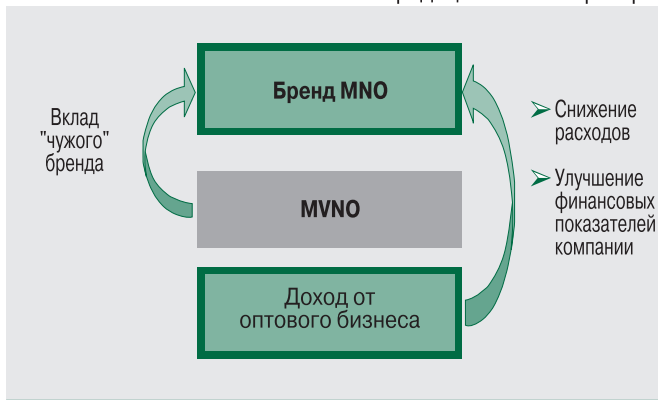 Бренд MNO
Вклад
"чужого"
бренда
Снижение
расходов
Улучшение
финансовых
показателей
компании
MVNO
Доход от
оптового бизнеса